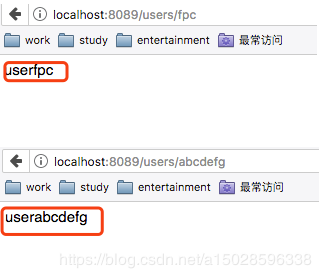 localhost:8089/users/fpc
work study entertainment 最常访问
userfpc
localhost:8089/users/abcdefg
work study entertainment 最常访问
userabcdefg
https://blog.csdn.net/a15028596338